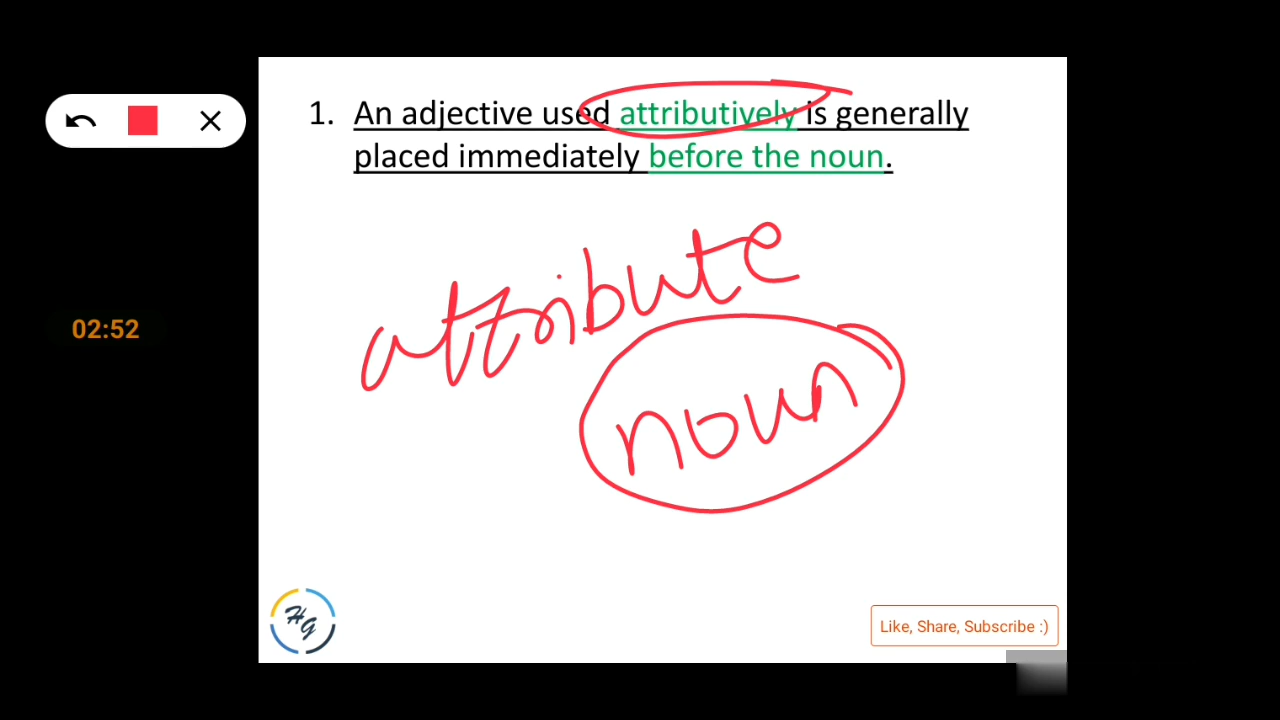 1. An adjective used attributively is generally
placed immediately before the noun.
attribute
02:52
noun
HG
Like, Share, Subscribe :)